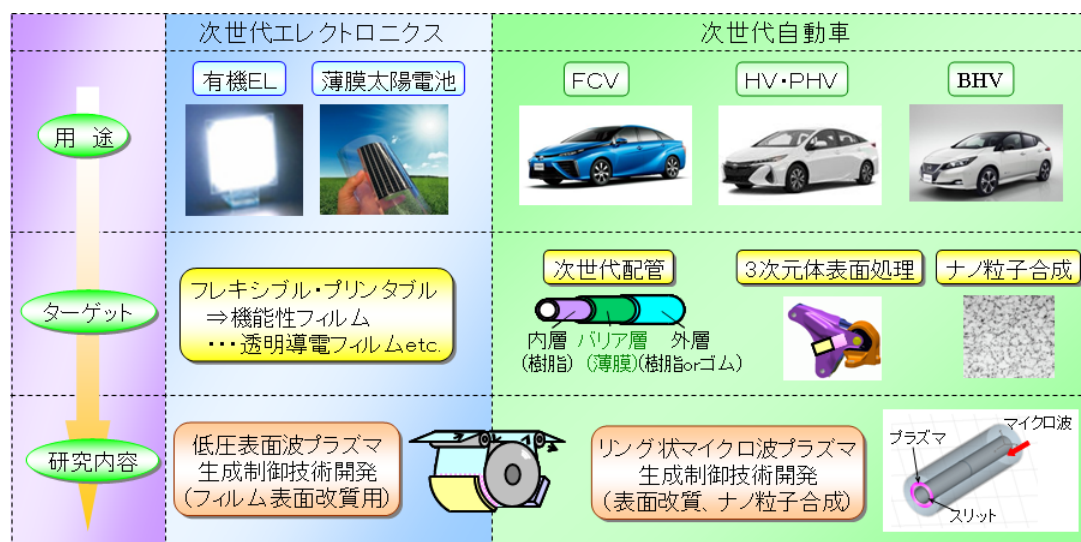 次世代エレクトロニクス
次世代自動車
用 途
有機EL
薄膜太陽電池
FCV
HV・PHV
BHV
ターゲット
フレキシブル・プリンタブル
⇒機能性フィルム
・・・透明導電フィルムetc.
次世代配管
内層
(樹脂)
バリア層
(薄膜)
外層
(樹脂orゴム)
3次元体表面処理
ナノ粒子合成
研究内容
低圧表面波プラズマ
生成制御技術開発
(フィルム表面改質用)
リング状マイクロ波プラズマ
生成制御技術開発
(表面改質、ナノ粒子合成)
プラズマ
マイクロ波
スリット